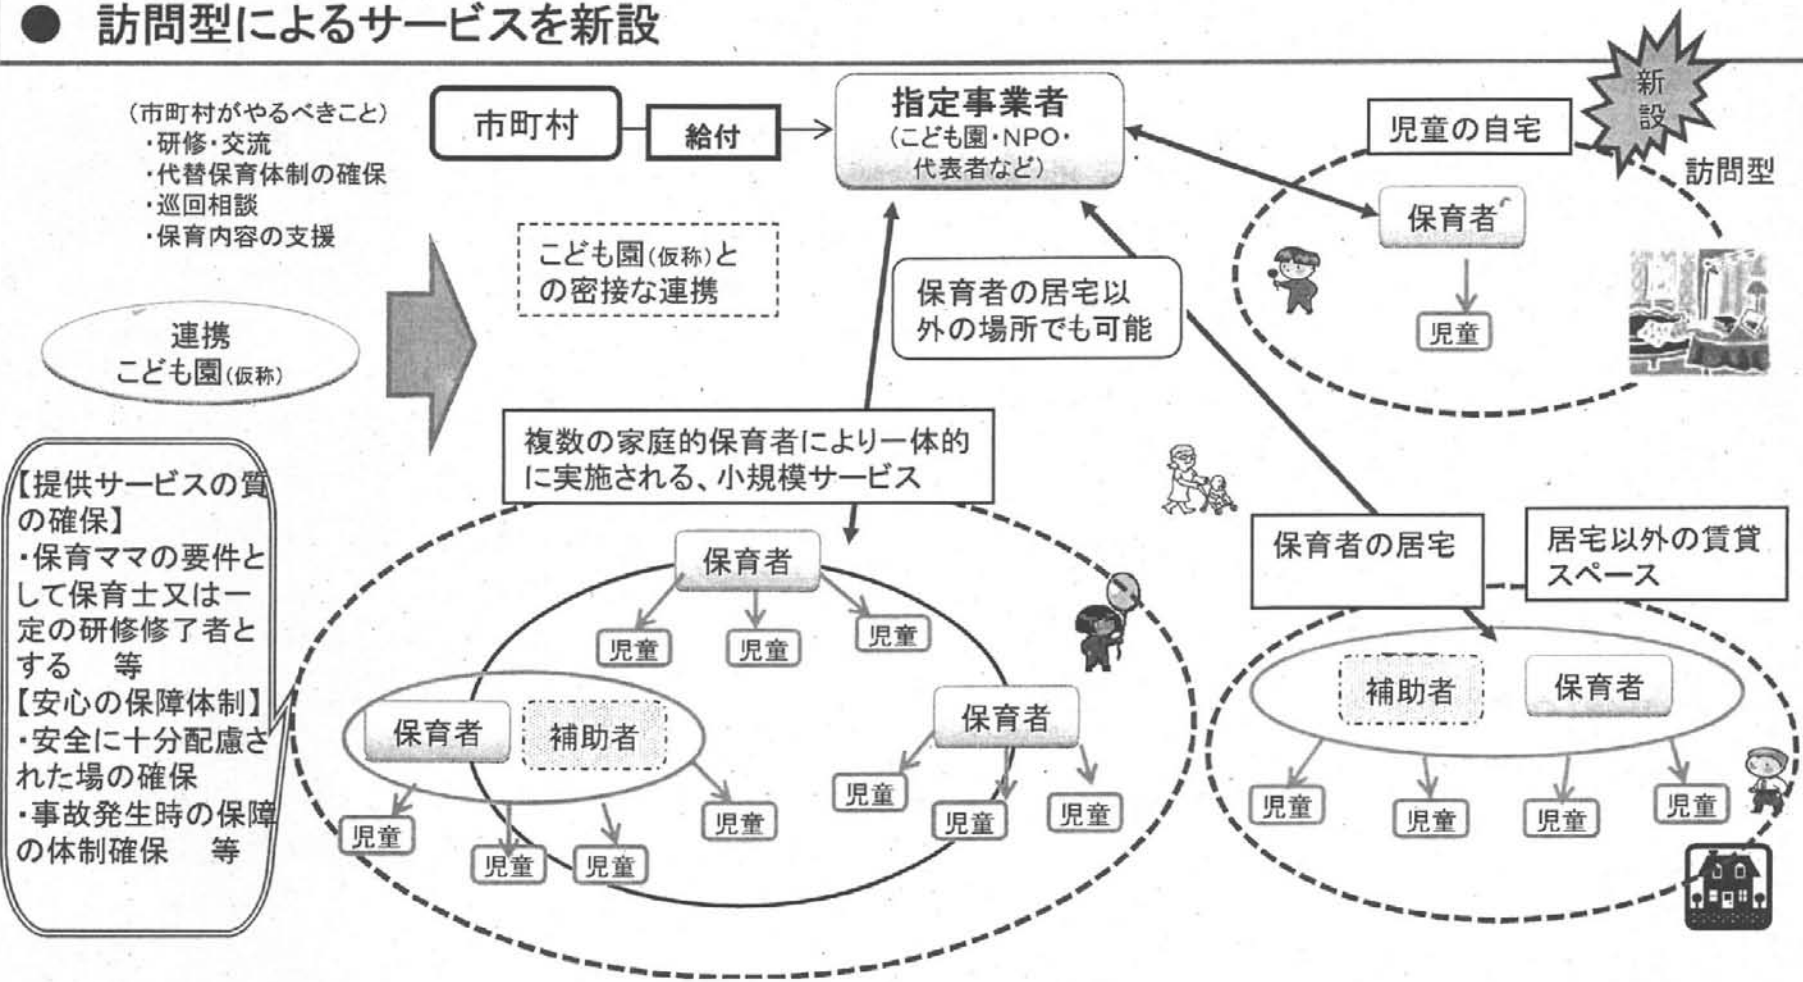 ● 訪問型によるサービスを新設
(市町村がやるべきこと)
・研修・交流
・代替保育体制の確保
・巡回相談
・保育内容の支援
市町村
給付
指定事業者
(こども園・NPO・
代表者など)
児童の自宅
新
設
訪問型
保育者
児童
こども園(仮称)と
の密接な連携
保育者の居宅以
外の場所でも可能
連携
こども園(仮称)
複数の家庭的保育者により一体的
に実施される、小規模サービス
【提供サービスの質
の確保】
・保育ママの要件と
して保育士又は一
定の研修修了者と
する 等
【安心の保障体制】
・安全に十分配慮さ
れた場の確保
・事故発生時の保障
の体制確保 等
保育者
児童
児童
児童
保育者
補助者
児童
児童
児童
児童
保育者
児童
児童
児童
保育者の居宅
居宅以外の賃貸
スペース
補助者
保育者
児童
児童
児童
児童